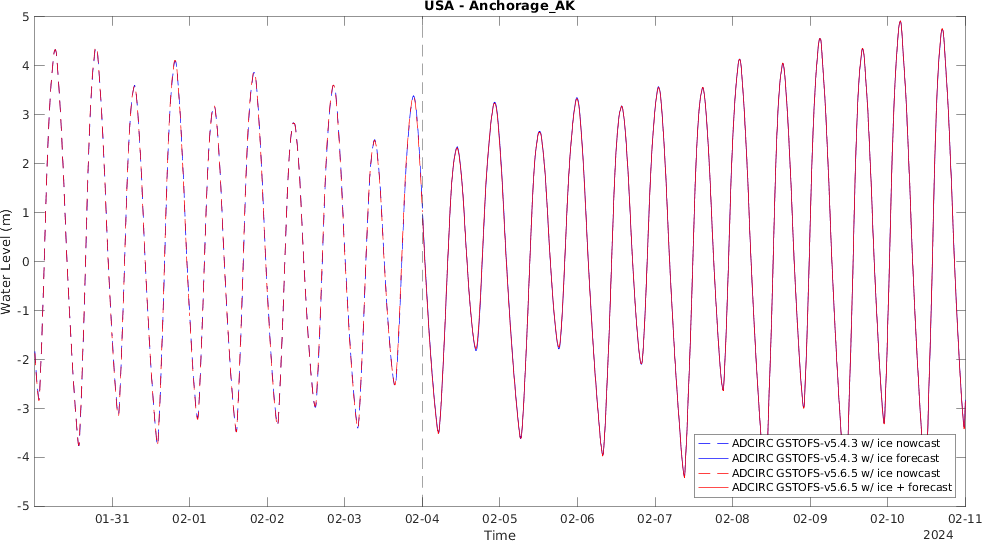 USA - Anchorage_AK
5
4
3
2
1
0
-1
-2
-3
-4
-5
Water Level (m)
ADCIRC GSTOFS-v5.4.3 w/ ice nowcast
ADCIRC GSTOFS-v5.4.3 w/ ice forecast
ADCIRC GSTOFS-v5.6.5 w/ ice nowcast
ADCIRC GSTOFS-v5.6.5 w/ ice + forecast
01-31 02-01 02-02 02-03 02-04 02-05 02-06 02-07 02-08 02-09 02-10 02-11
Time
2024